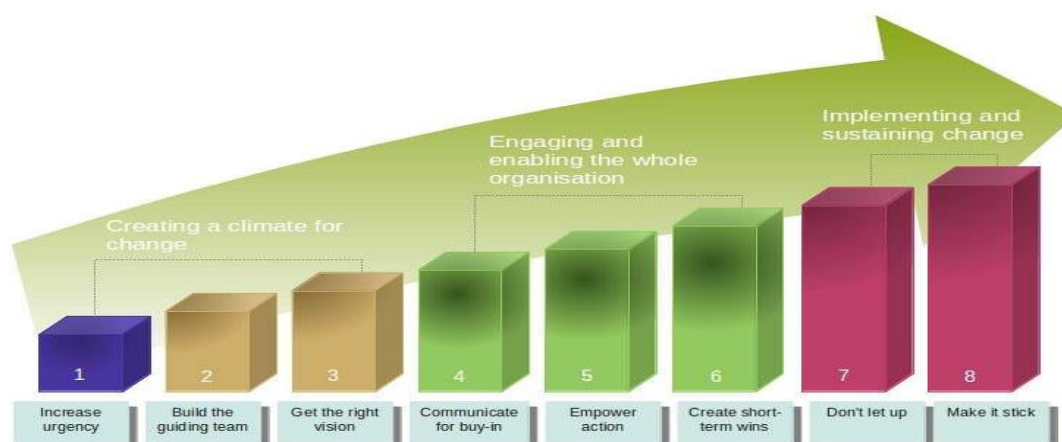 Implementing and
sustaining change
Engaging and
enabling the whole
organisation
Creating a climate for
change
1
2
3
4
5
6
7
8
Increase
urgency
Build the
guiding team
Get the right
vision
Communicate
for buy-in
Empower
action
Create short-
term wins
Don't let up
Make it stick